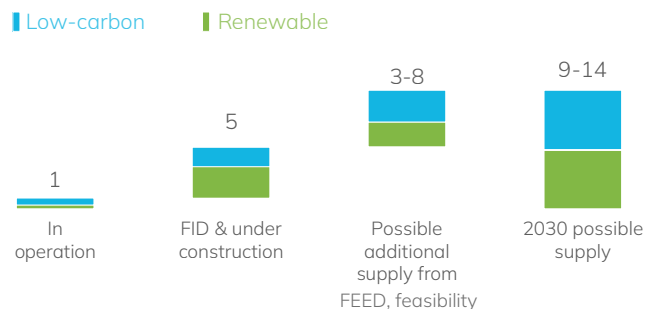 Low-carbon
Renewable
1
5
3-8
9-14
In
operation
FID & under
construction
Possible
additional
supply from
FEED, feasibility
2030 possible
supply